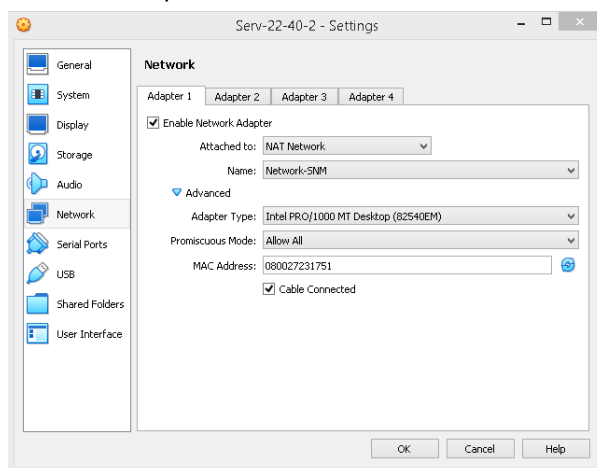 Serv-22-40-2 - Settings
General
System
Display
Storage
Audio
Network
Serial Ports
USB
Shared Folders
User Interface
Network
Adapter 1 Adapter 2 Adapter 3 Adapter 4
Enable Network Adapter
Attached to: NAT Network
Name: Network-SNM
Advanced
Adapter Type: Intel PRO/1000 MT Desktop (82540EM)
Promiscuous Mode: Allow All
MAC Address: 080027231751
Cable Connected
OK Cancel Help